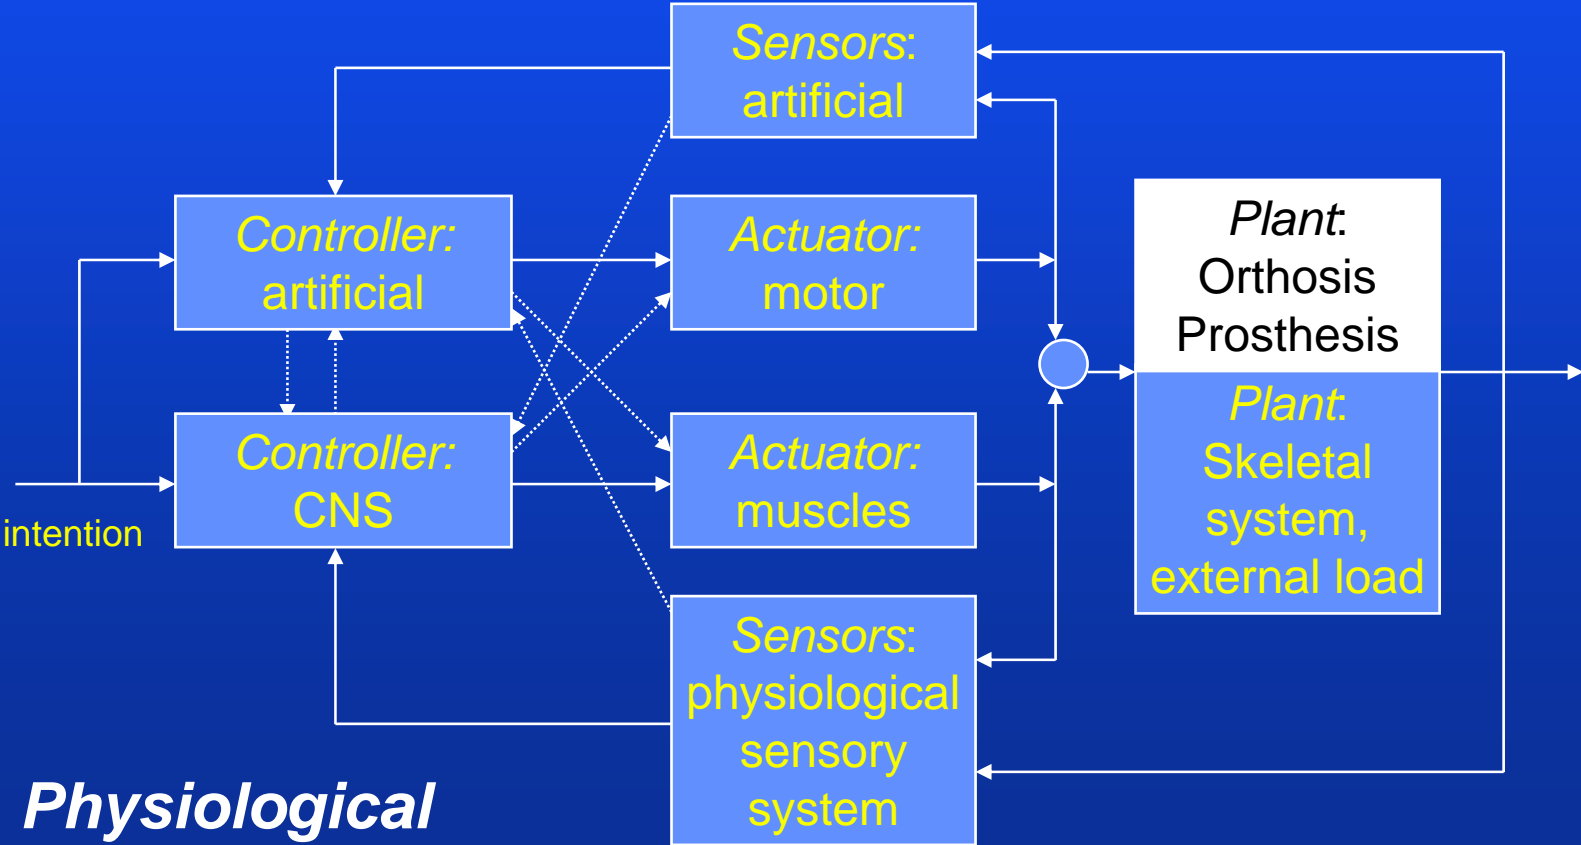 Sensors:
artificial
Controller:
artificial
Actuator:
motor
Plant:
Orthosis
Prosthesis
Controller:
CNS
Actuator:
muscles
Plant:
Skeletal
system,
external load
intention
Sensors:
physiological
sensory
system
Physiological